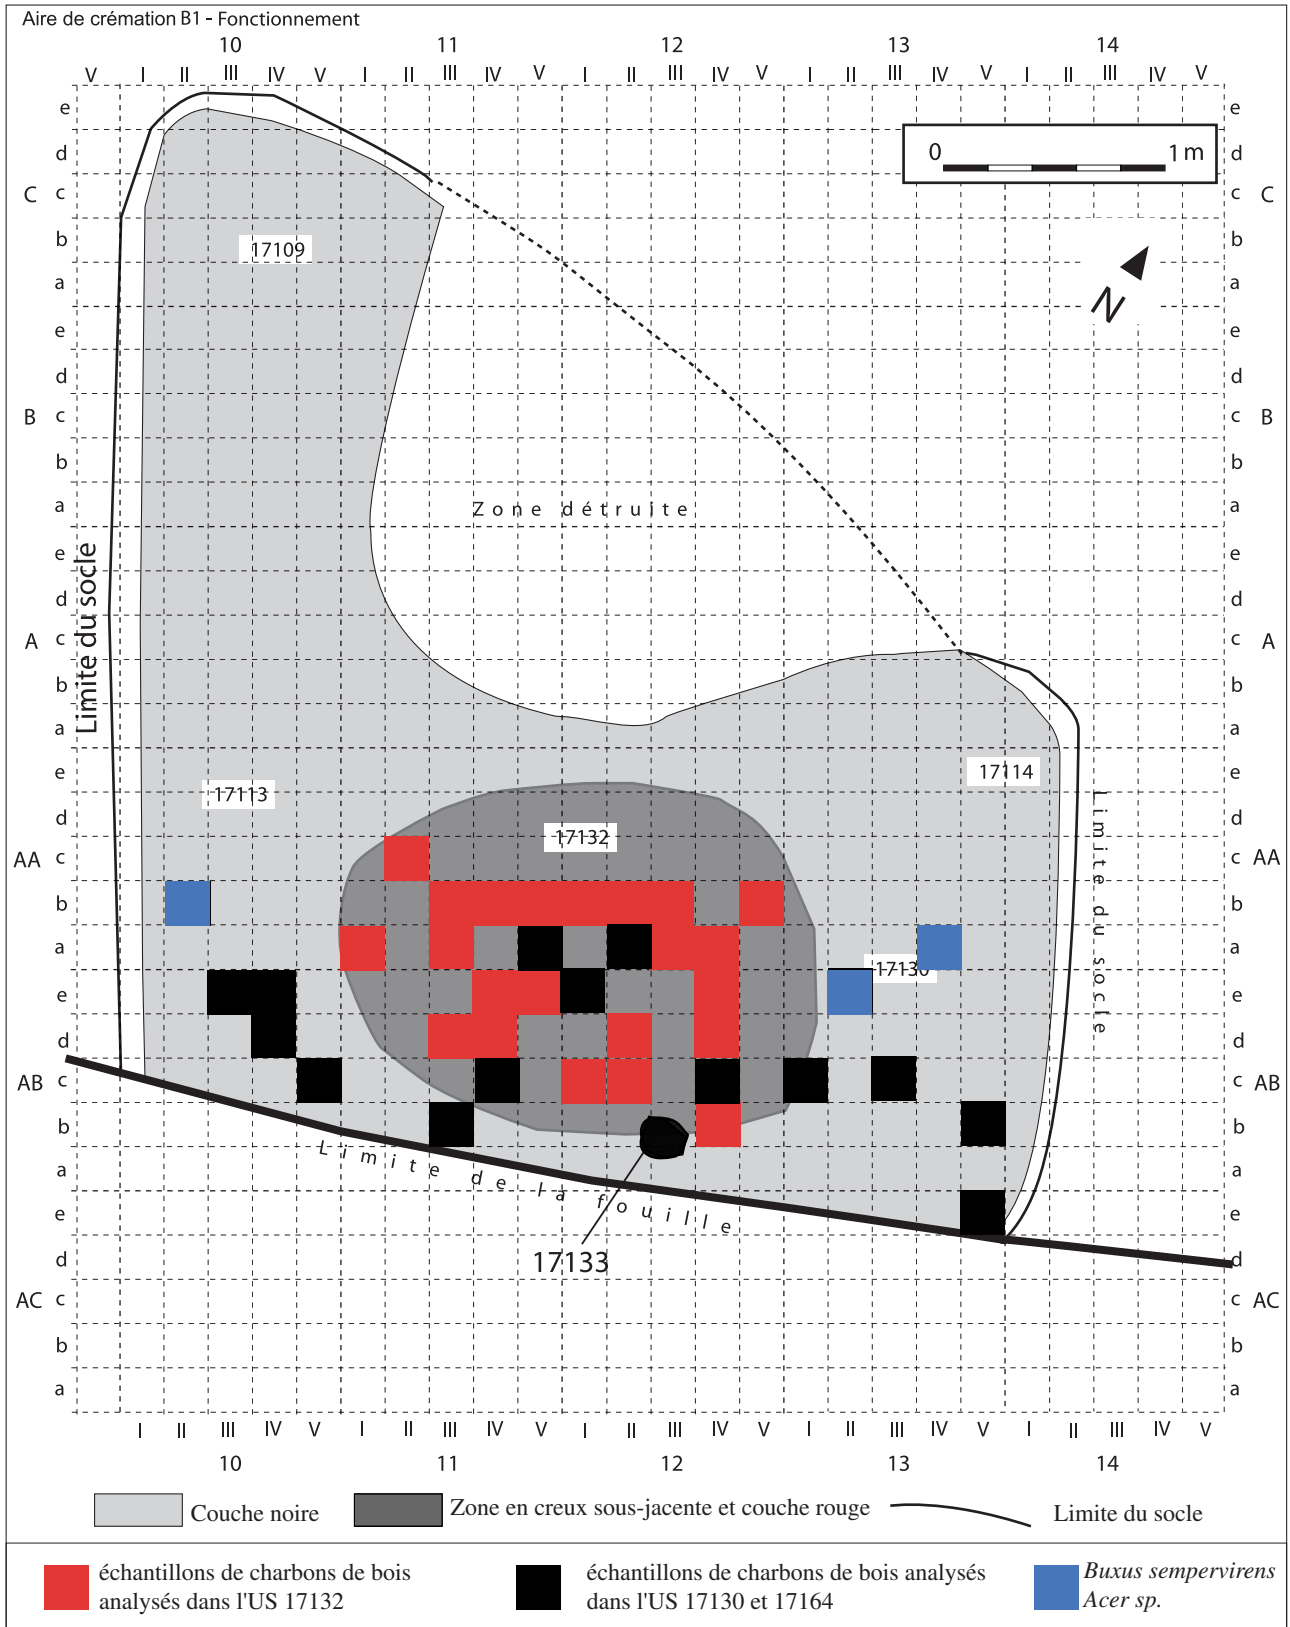 Aire de crémation B1 - Fonctionnement
10 11 12 13 14
V I II III IV V I II III IV V I II III IV V I II III IV V I II III IV V
e e
d d
0 1 m
C c c C
b b
17109
a a
N
e e
d d
B c c B
b b
a a
Zone détruite
e e
Limite du socle
d d
A c c A
b b
a a
e e
17114
17113
d d
Limite du socle
17132
AA c c AA
b b
a a
17130
e e
d
AB c c AB
b b
Limite de la fouille
a a
e e
17133
d d
AC c c AC
b b
a a
I II III IV V I II III IV V I II III IV V I II III IV V I II III IV V
10 11 12 13 14
Couche noire
Zone en creux sous-jacente et couche rouge
Limite du socle
échantillons de charbons de bois
analysés dans l'US 17132
échantillons de charbons de bois analysés
dans l'US 17130 et 17164
Buxus sempervirens
Acer sp.